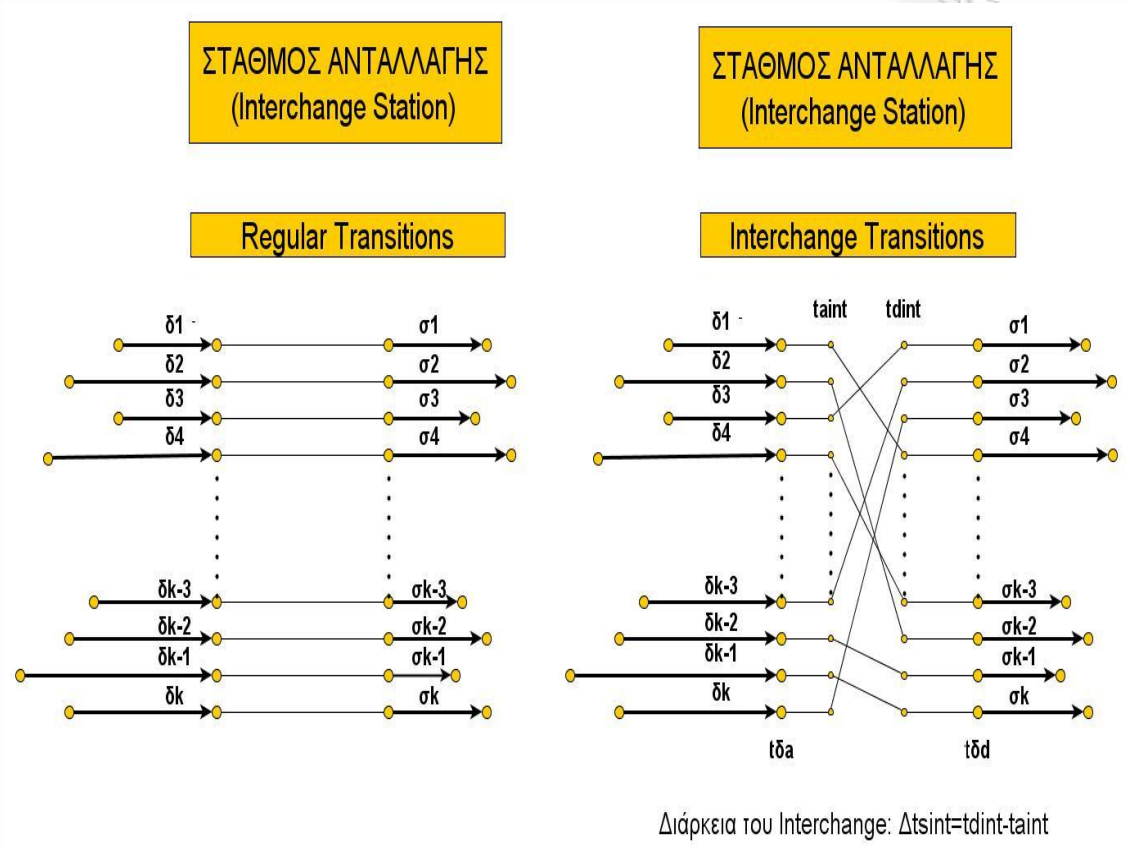 ΣΤΑΘΜΟΣ ΑΝΤΑΛΛΑΓΗΣ
(Interchange Station)
Regular Transitions
δ1 - σ1
δ2 σ2
δ3 σ3
δ4 σ4
δk-3 σk-3
δk-2 σk-2
δk-1 σk-1
δk σk
ΣΤΑΘΜΟΣ ΑΝΤΑΛΛΑΓΗΣ
(Interchange Station)
Interchange Transitions
taint tdint
δ1 - σ1
δ2 σ2
δ3 σ3
δ4 σ4
δk-3 σk-3
δk-2 σk-2
δk-1 σk-1
δk σk
tδa tδd
Διάρκεια του Interchange: Δtsint=tdint-taint